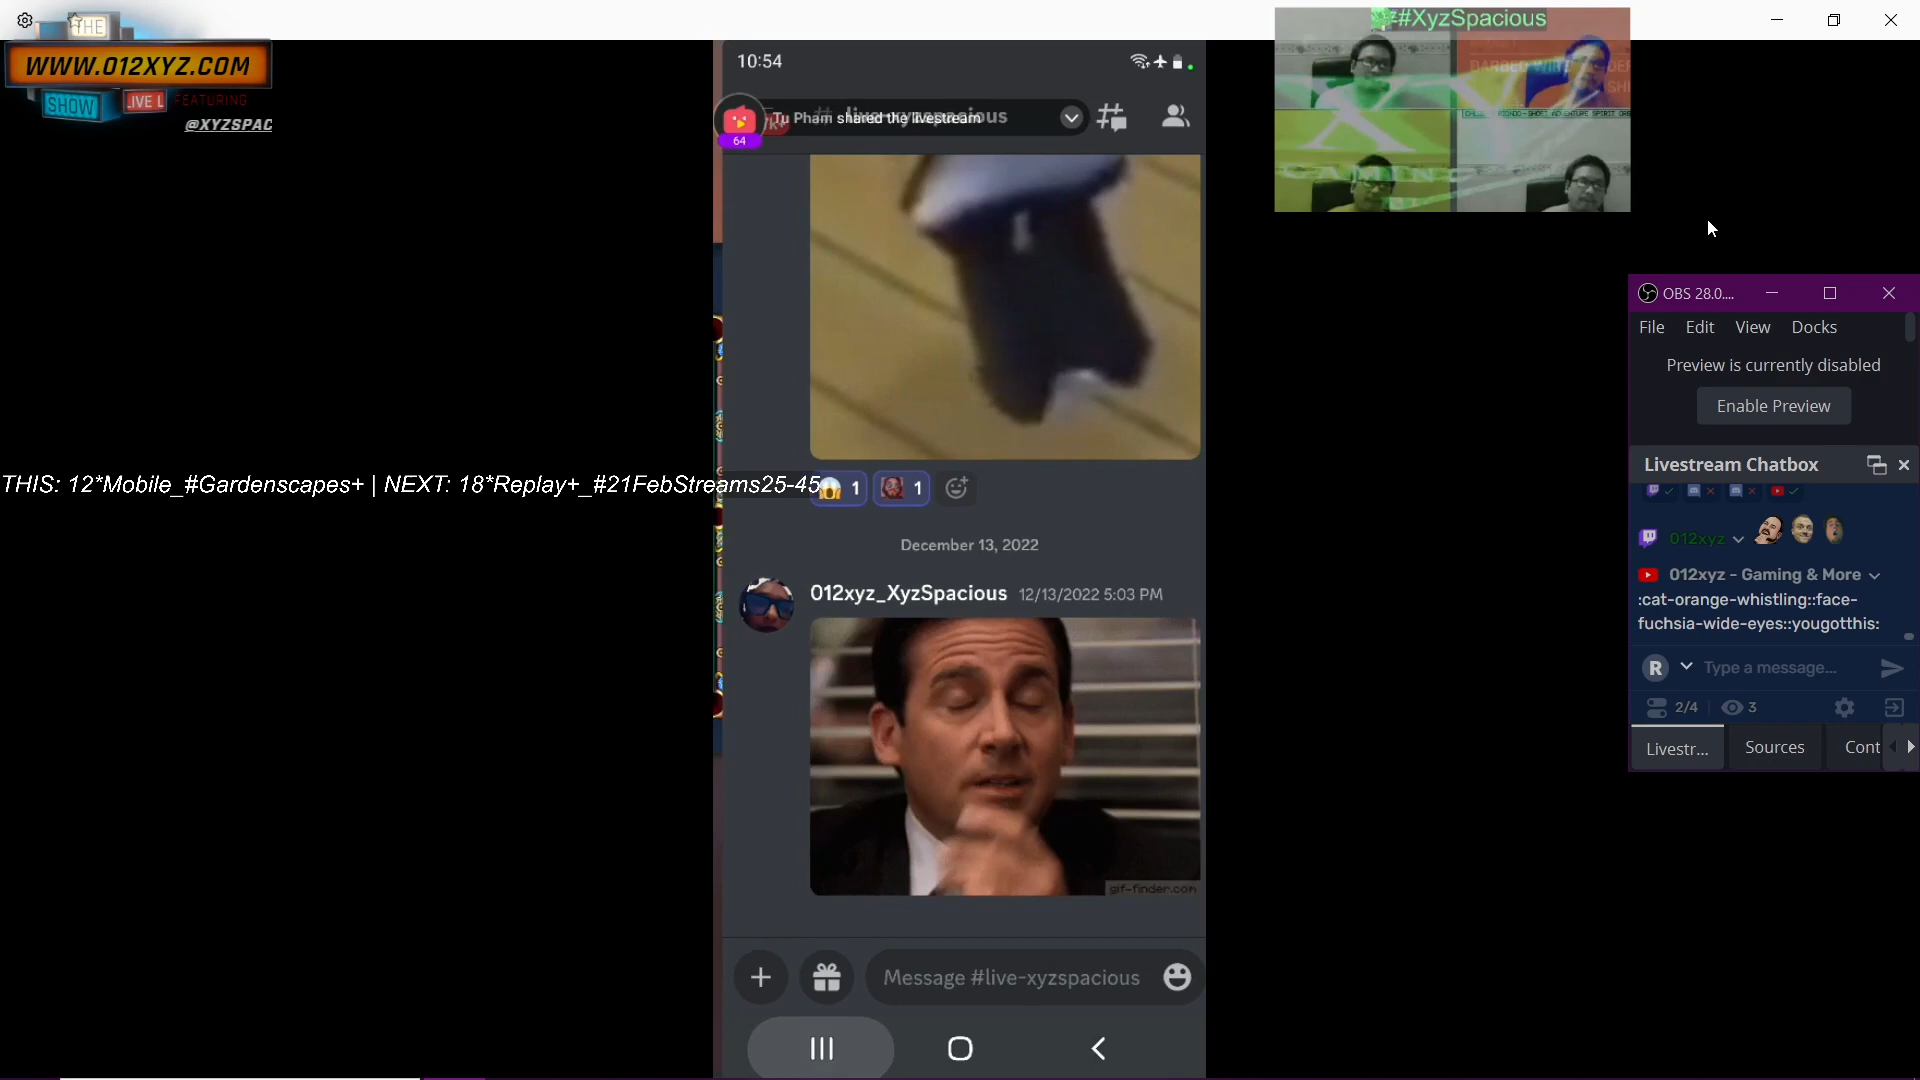 THE
WWW.012XYZ.COM
SHOW
LIVE
FEATURING
@XYZSPAC
10:54
Tu Pham shared the livestream
64
THIS: 12*Mobile_#Gardenscapes+ | NEXT: 18*Replay+_#21FebStreams25-45
1
1
December 13, 2022
012xyz_XyzSpacious 12/13/2022 5:03 PM
gif-finder.com
Message #live-xyzspacious
##XyzSpacious
GAMING
OBS 28.0....
File Edit View Docks
Preview is currently disabled
Enable Preview
Livestream Chatbox
012xyz
012xyz - Gaming & More
:cat-orange-whistling::face-
fuchsia-wide-eyes::yougotthis:
R
Type a message...
2/4
3
Livestr...
Sources
Cont